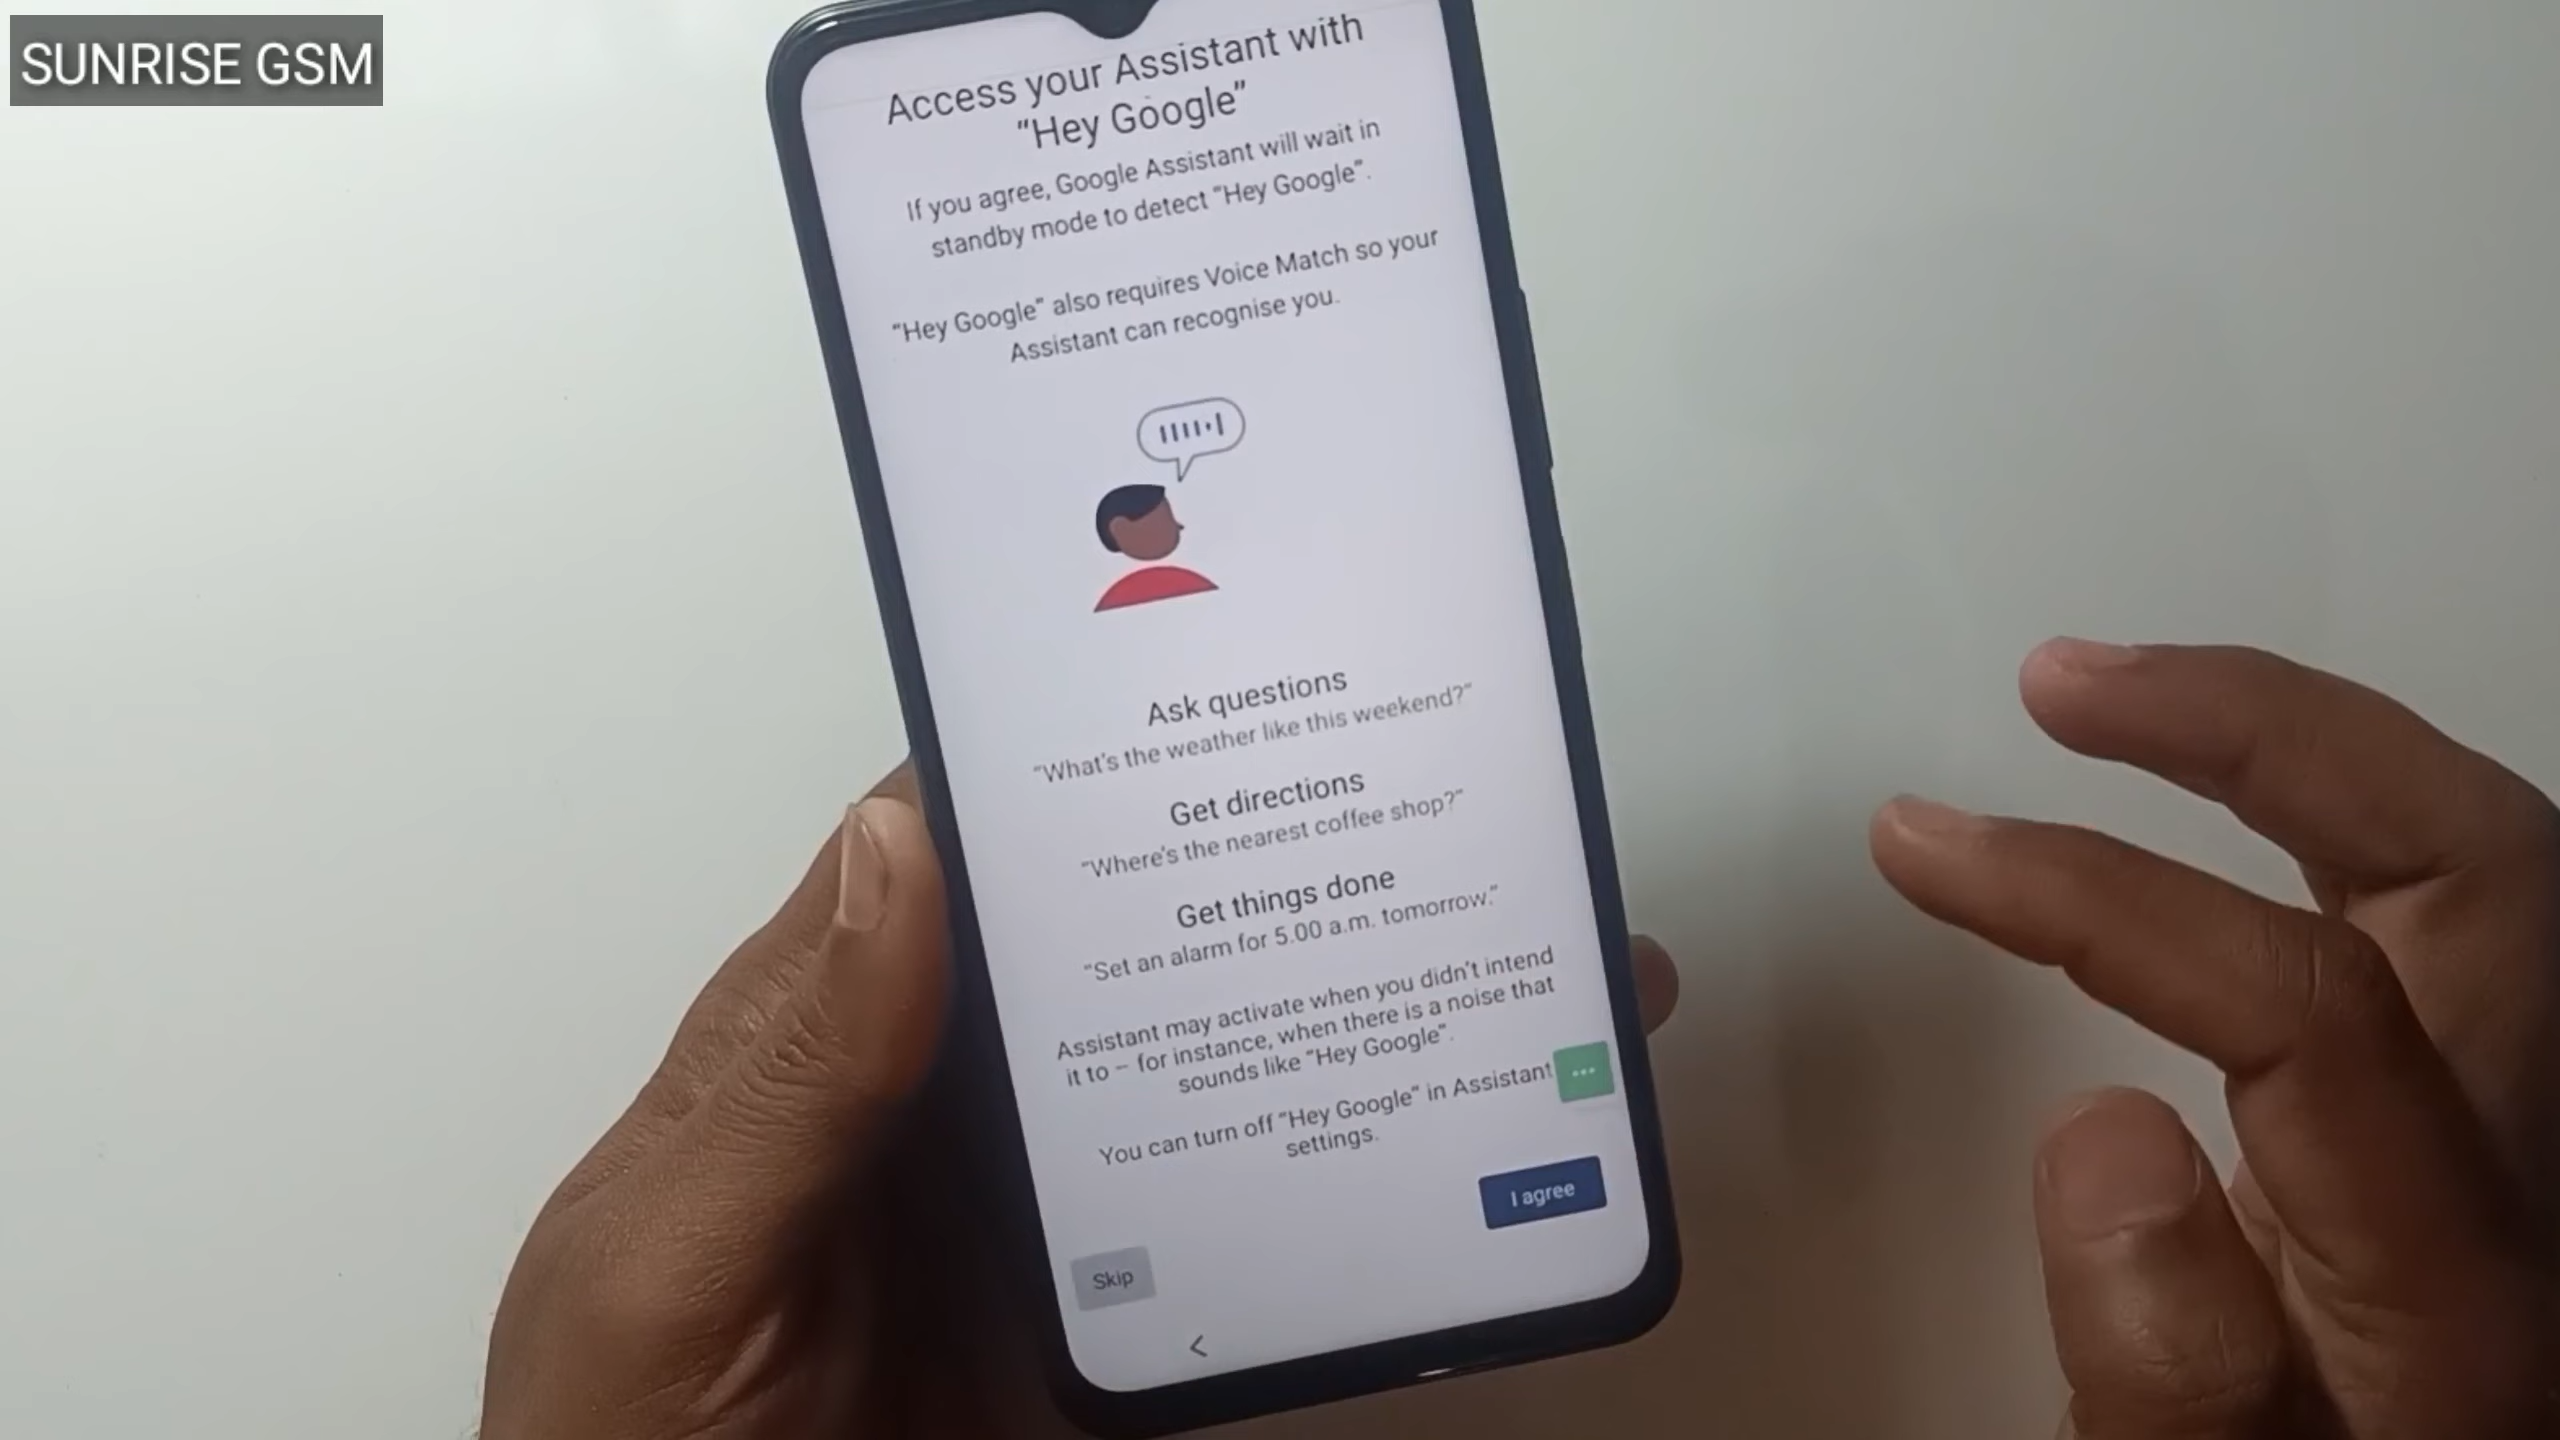 SUNRISE GSM
Access your Assistant with
“Hey Google”
If you agree, Google Assistant will wait in
standby mode to detect “Hey Google”.
“Hey Google” also requires Voice Match so your
Assistant can recognise you.
Ask questions
“What's the weather like this weekend?”
Get directions
“Where's the nearest coffee shop?”
Get things done
“Set an alarm for 5.00 a.m. tomorrow.”
Assistant may activate when you didn't intend
it to – for instance, when there is a noise that
sounds like “Hey Google”.
You can turn off “Hey Google” in Assistant
settings.
I agree
Skip